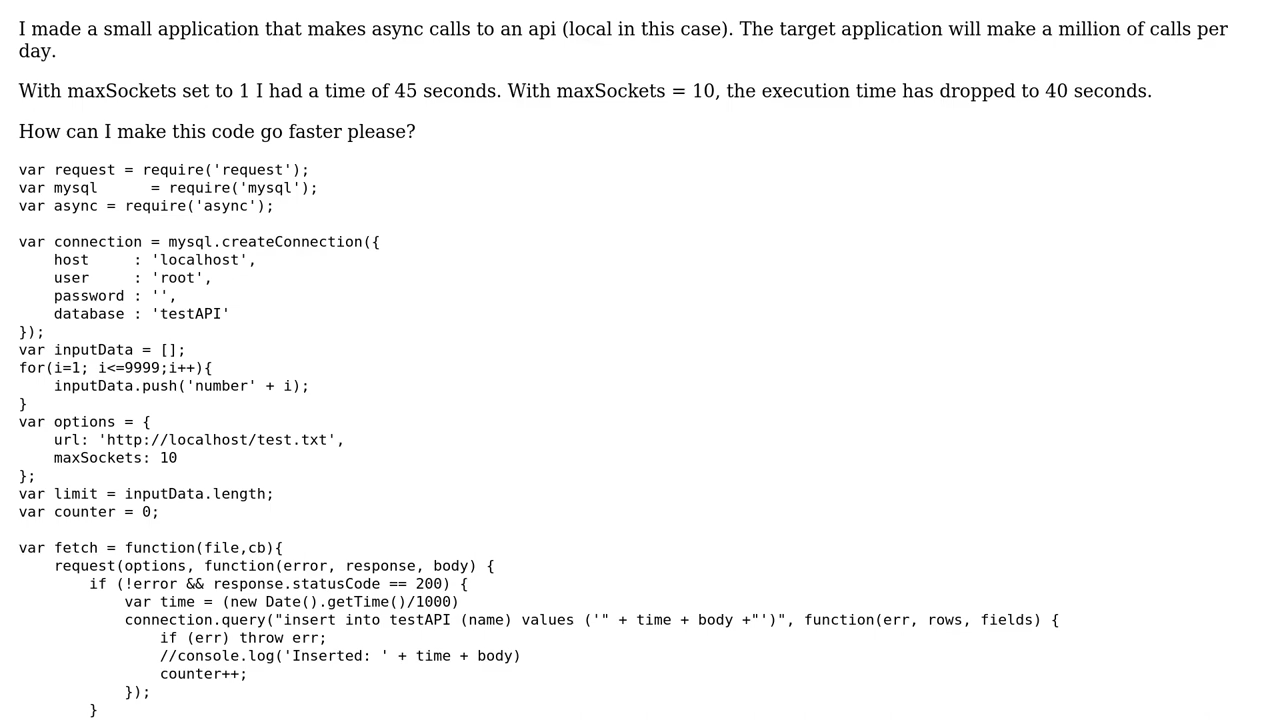 I made a small application that makes async calls to an api (local in this case). The target application will make a million of calls per
day.
With maxSockets set to 1 I had a time of 45 seconds. With maxSockets = 10, the execution time has dropped to 40 seconds.
How can I make this code go faster please?
var request = require('request');
var mysql      = require('mysql');
var async = require('async');
var connection = mysql.createConnection({
    host     : 'localhost',
    user     : 'root',
    password : '',
    database : 'testAPI'
});
var inputData = [];
for(i=1; i<=9999;i++){
    inputData.push('number' + i);
}
var options = {
    url: 'http://localhost/test.txt',
    maxSockets: 10
};
var limit = inputData.length;
var counter = 0;
var fetch = function(file,cb){
    request(options, function(error, response, body) {
        if (!error && response.statusCode == 200) {
            var time = (new Date().getTime()/1000)
            connection.query("insert into testAPI (name) values ('" + time + body +"')", function(err, rows, fields) {
                if (err) throw err;
                //console.log('Inserted: ' + time + body)
                counter++;
            });
        }